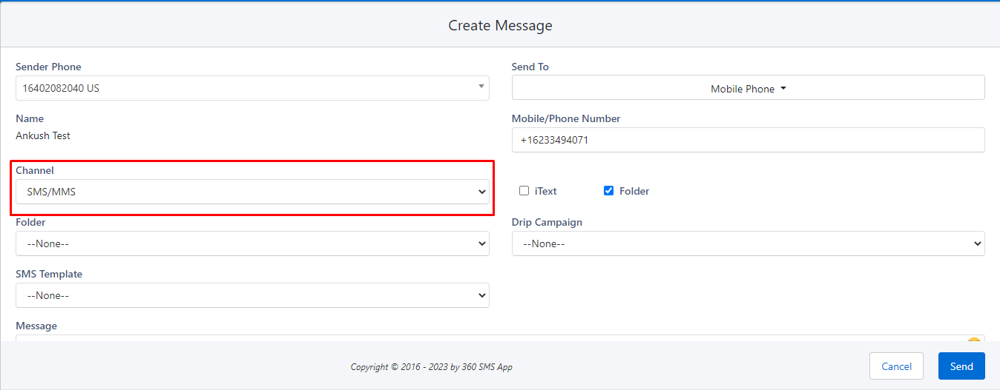 Create Message
Sender Phone
Send To
16402082040 US
Mobile Phone
Name
Mobile/Phone Number
Ankush Test
+16233494071
Channel
SMS/MMS
iText
Folder
Folder
Drip Campaign
--None--
--None--
SMS Template
--None--
Message
Copyright © 2016 - 2023 by 360 SMS App
Cancel
Send